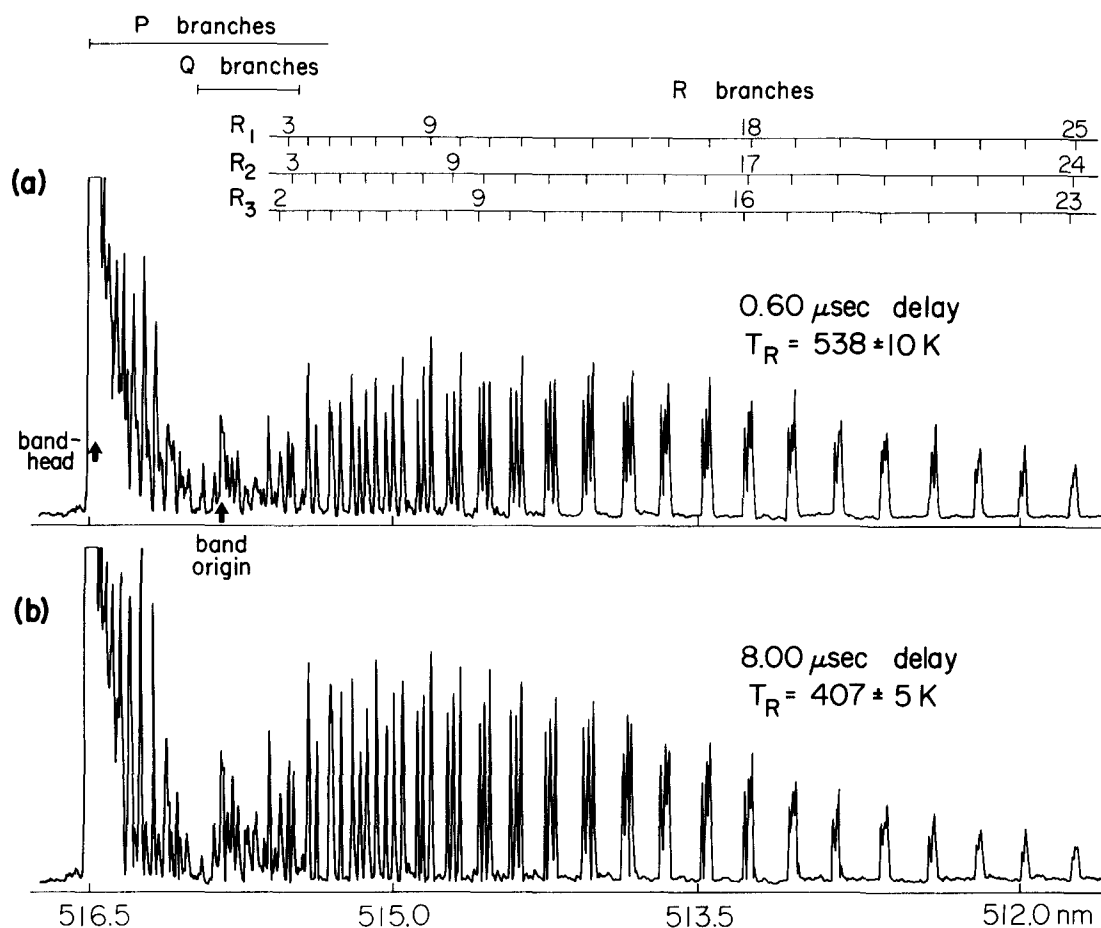 P branches
Q branches
R branches
R₁ 3 9 18 25
R₂ 3 9 17 24
R₃ 2 9 16 23
(a)
0.60 μsec delay
T_R = 538 ± 10 K
band-
head
band
origin
(b)
8.00 μsec delay
T_R = 407 ± 5 K
516.5 515.0 513.5 512.0 nm